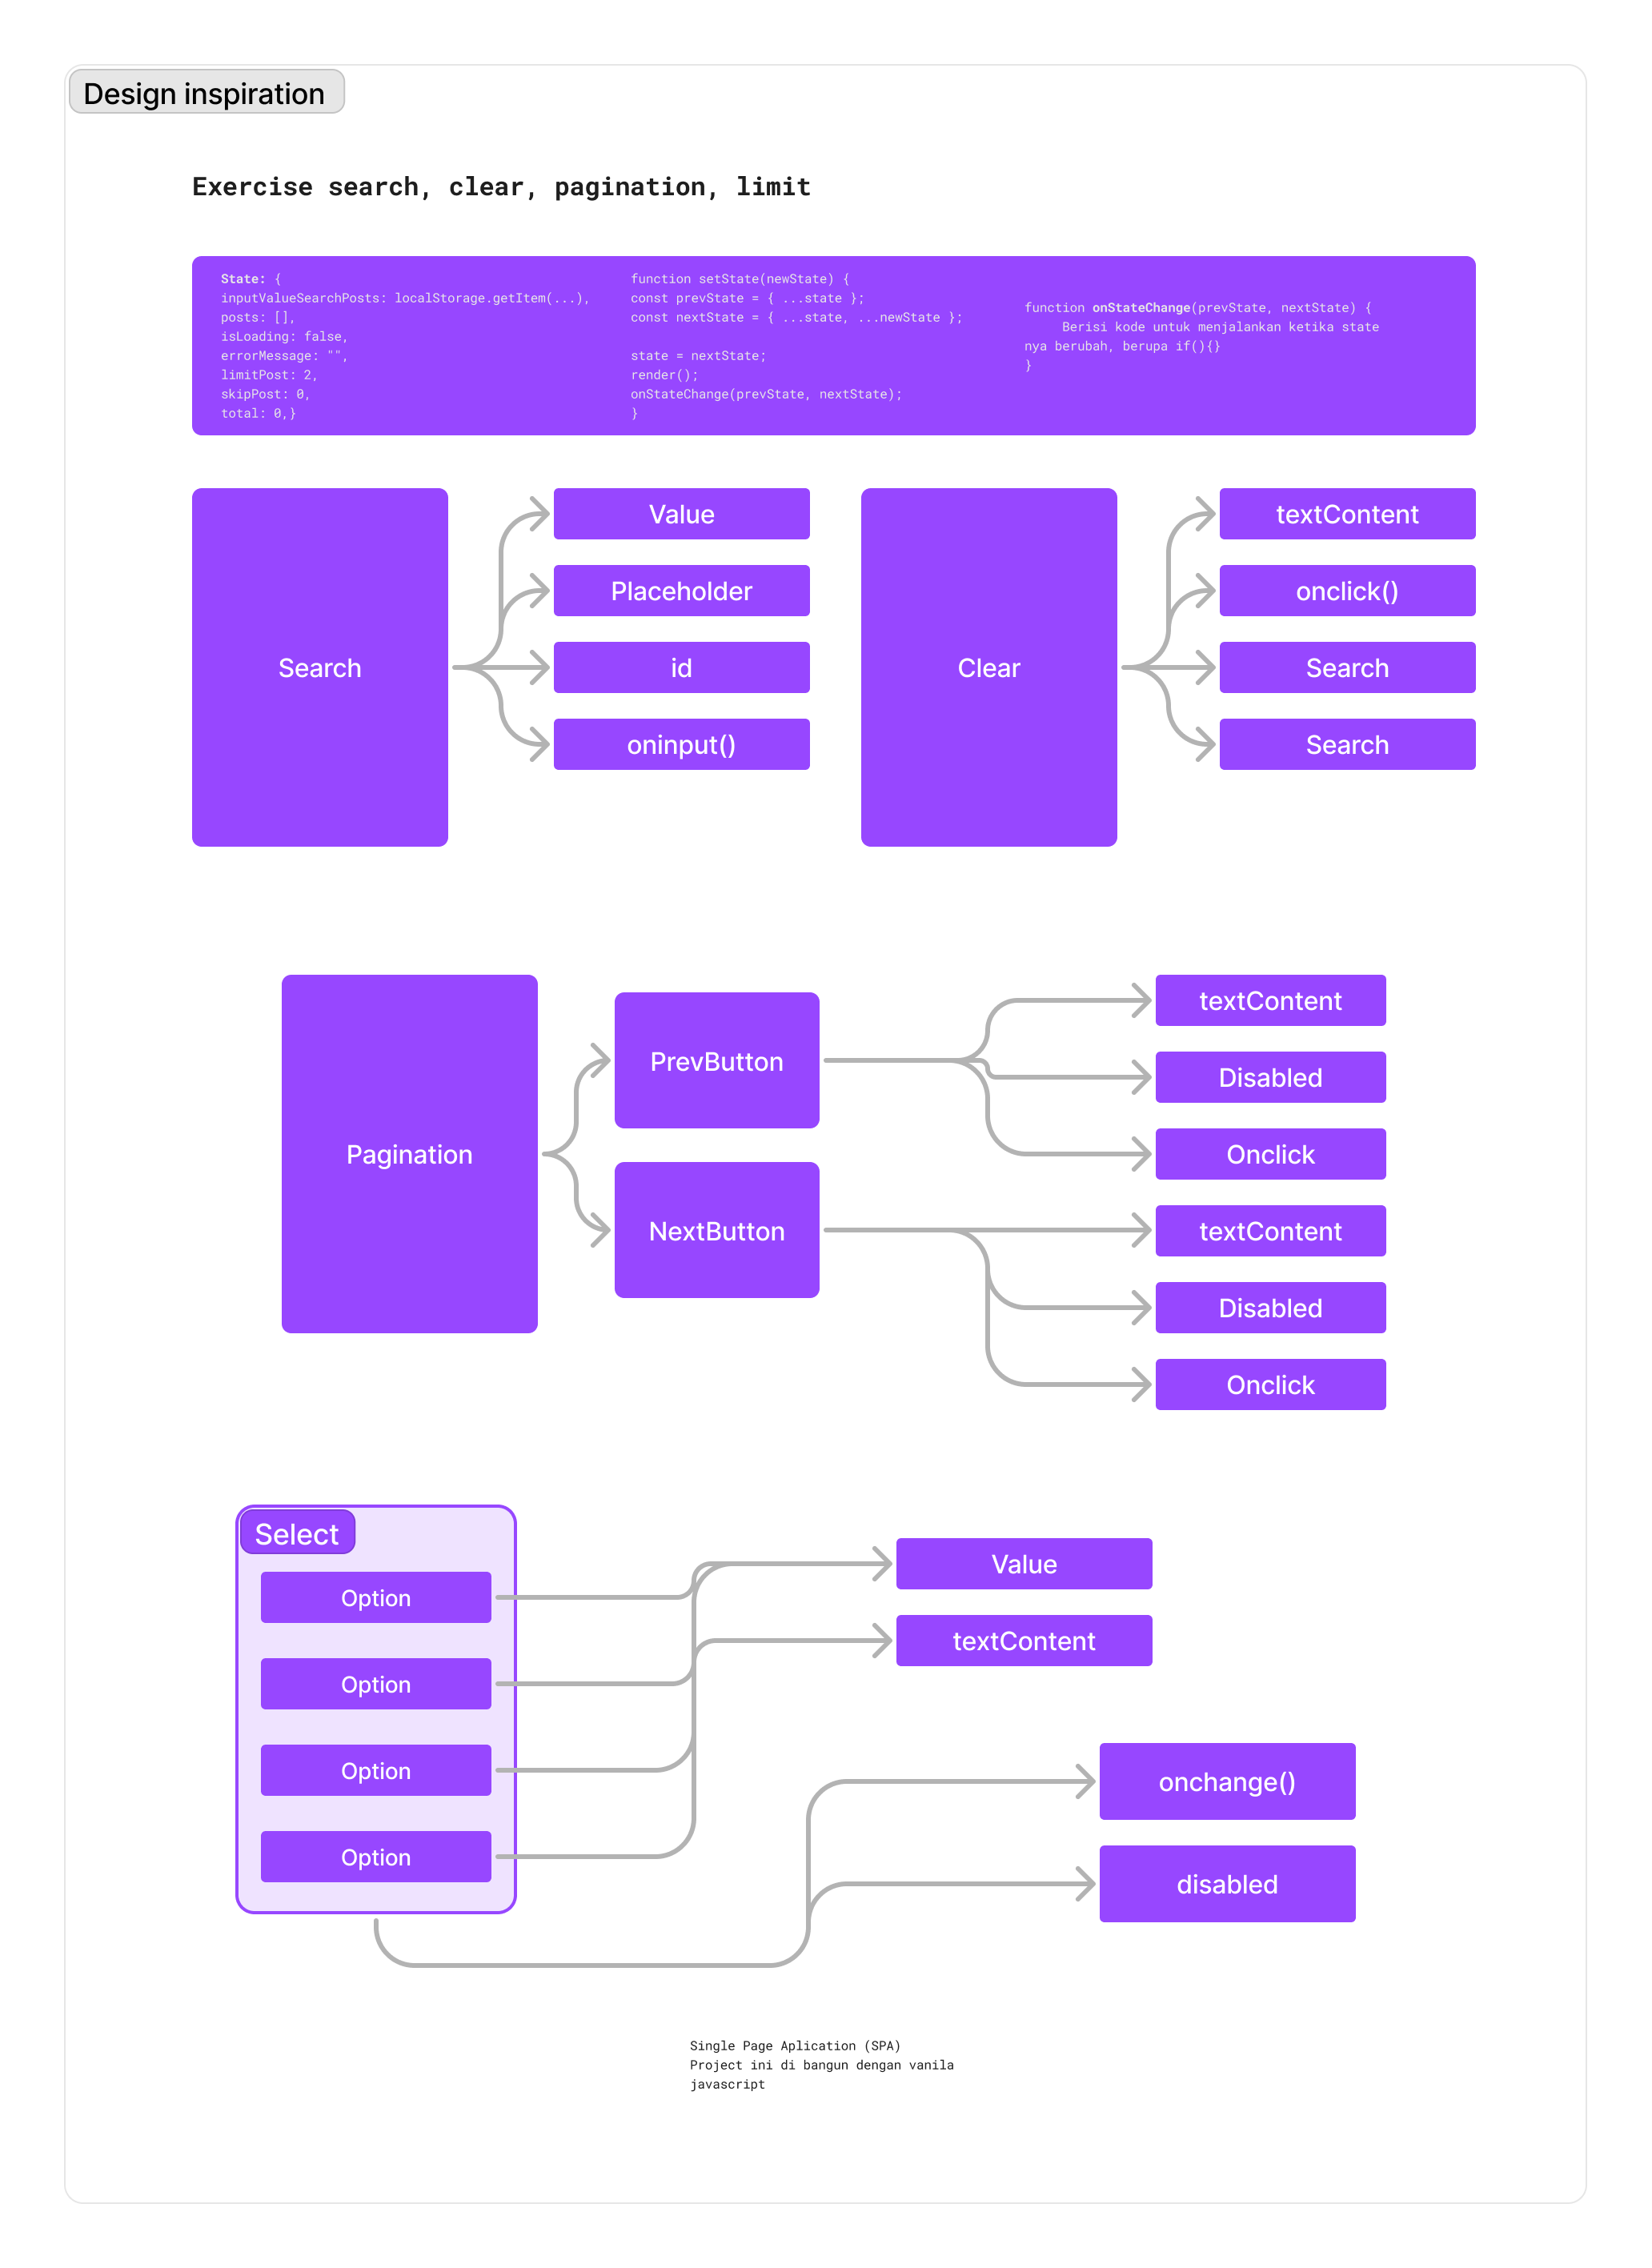 Design inspiration
Exercise search, clear, pagination, limit
State: {
inputValueSearchPosts: localStorage.getItem(...),
posts: [],
isLoading: false,
errorMessage: "",
limitPost: 2,
skipPost: 0,
total: 0,}
function setState(newState) {
const prevState = { ...state };
const nextState = { ...state, ...newState };
state = nextState;
render();
onStateChange(prevState, nextState);
}
function onStateChange(prevState, nextState) {
Berisi kode untuk menjalankan ketika state
nya berubah, berupa if(){}
}
Search
Value
Placeholder
id
oninput()
Clear
textContent
onclick()
Search
Search
Pagination
PrevButton
NextButton
textContent
Disabled
Onclick
textContent
Disabled
Onclick
Select
Option
Option
Option
Option
Value
textContent
onchange()
disabled
Single Page Aplication (SPA)
Project ini di bangun dengan vanila
javascript